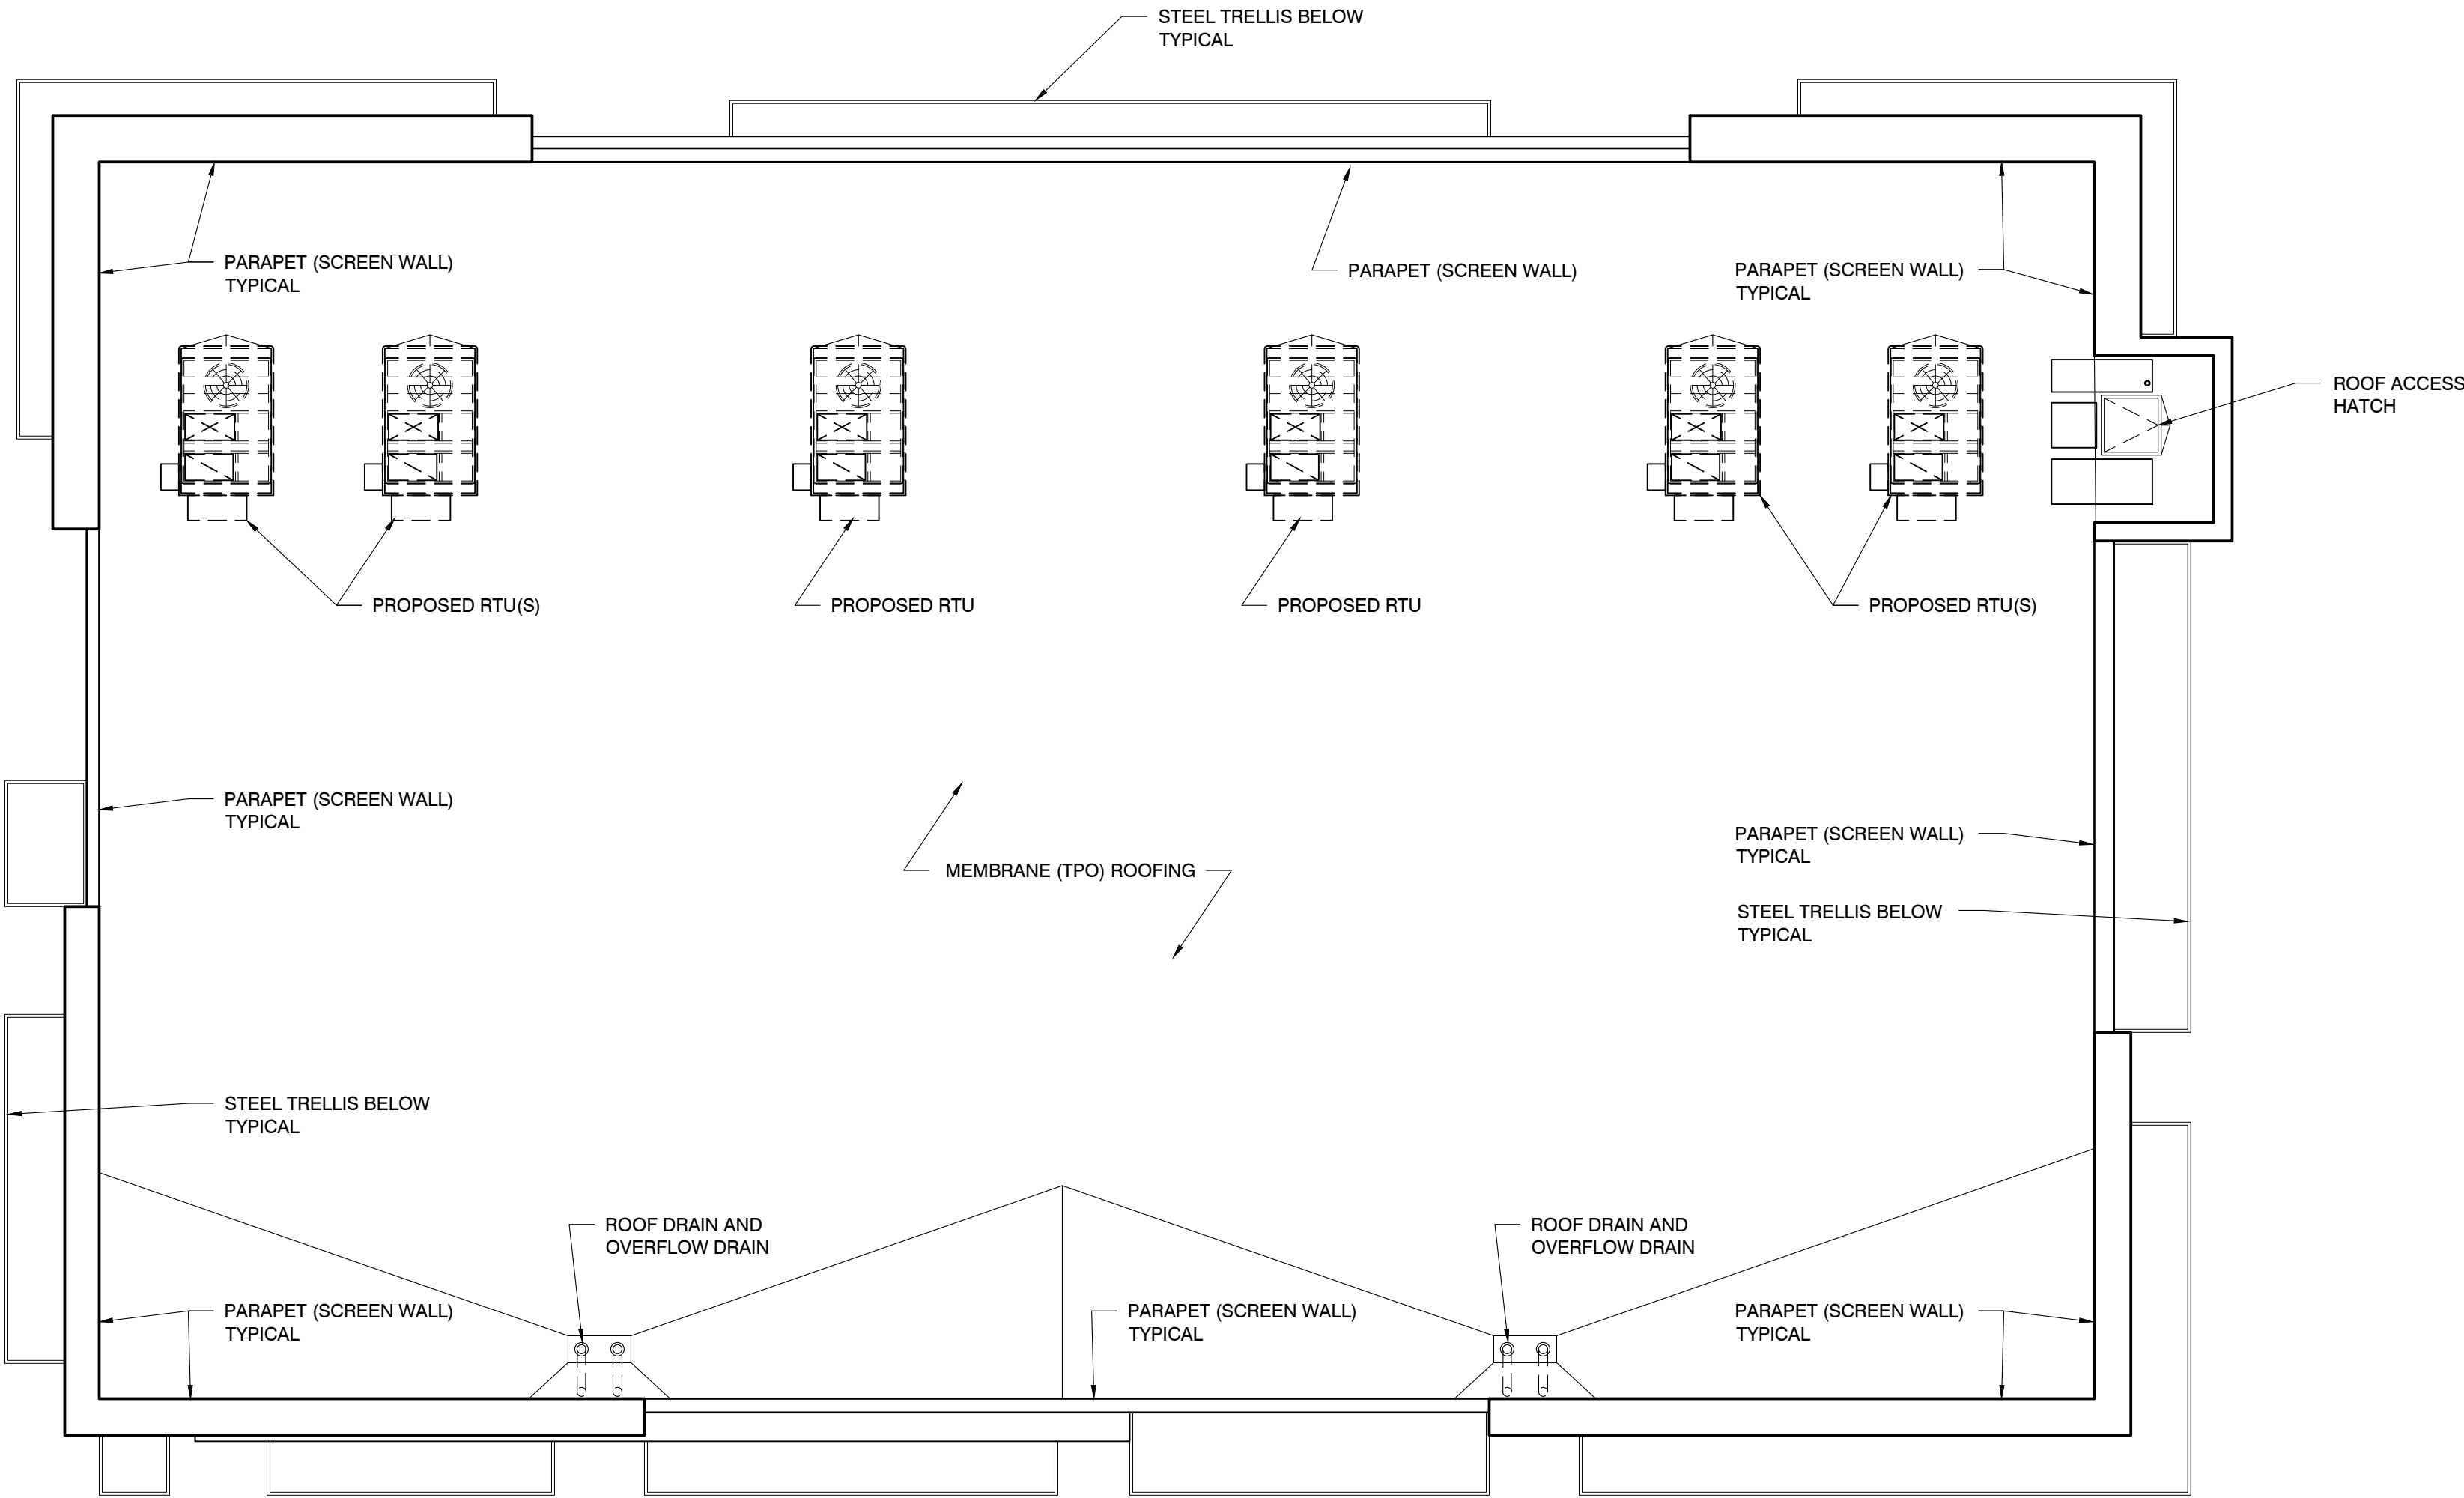 STEEL TRELLIS BELOW
TYPICAL
PARAPET (SCREEN WALL)
TYPICAL
PARAPET (SCREEN WALL)
PARAPET (SCREEN WALL)
TYPICAL
ROOF ACCESS
HATCH
PROPOSED RTU(S)
PROPOSED RTU
PROPOSED RTU
PROPOSED RTU(S)
PARAPET (SCREEN WALL)
TYPICAL
MEMBRANE (TPO) ROOFING
PARAPET (SCREEN WALL)
TYPICAL
STEEL TRELLIS BELOW
TYPICAL
STEEL TRELLIS BELOW
TYPICAL
ROOF DRAIN AND
OVERFLOW DRAIN
ROOF DRAIN AND
OVERFLOW DRAIN
PARAPET (SCREEN WALL)
TYPICAL
PARAPET (SCREEN WALL)
TYPICAL
PARAPET (SCREEN WALL)
TYPICAL